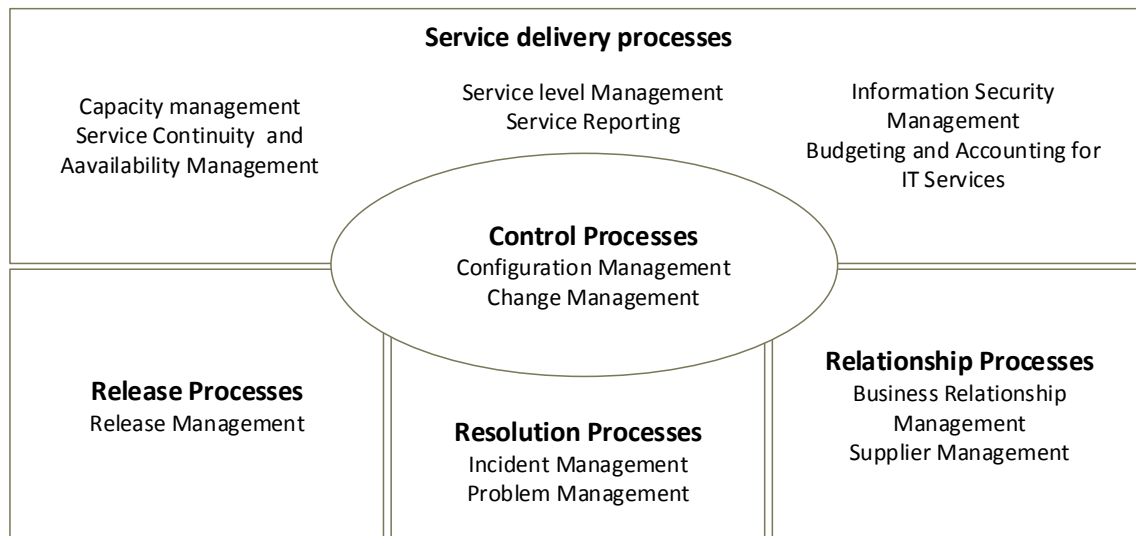 Service delivery processes
Capacity management
Service Continuity and
Aavailability Management
Service level Management
Service Reporting
Information Security
Management
Budgeting and Accounting for
IT Services
Control Processes
Configuration Management
Change Management
Release Processes
Release Management
Resolution Processes
Incident Management
Problem Management
Relationship Processes
Business Relationship
Management
Supplier Management